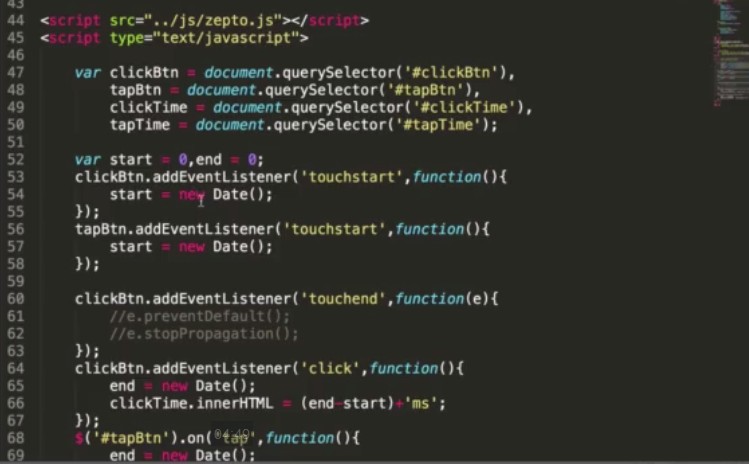 43
44 <script src="../js/zepto.js"></script>
45 <script type="text/javascript">
46
47 var clickBtn = document.querySelector('#clickBtn'),
48 tapBtn = document.querySelector('#tapBtn'),
49 clickTime = document.querySelector('#clickTime'),
50 tapTime = document.querySelector('#tapTime');
51
52 var start = 0,end = 0;
53 clickBtn.addEventListener('touchstart',function(){
54 start = new Date();
55 });
56 tapBtn.addEventListener('touchstart',function(){
57 start = new Date();
58 });
59
60 clickBtn.addEventListener('touchend',function(e){
61 //e.preventDefault();
62 //e.stopPropagation();
63 });
64 clickBtn.addEventListener('click',function(){
65 end = new Date();
66 clickTime.innerHTML = (end-start)+'ms';
67 });
68 $('#tapBtn').on('tap',function(){
69 end = new Date();